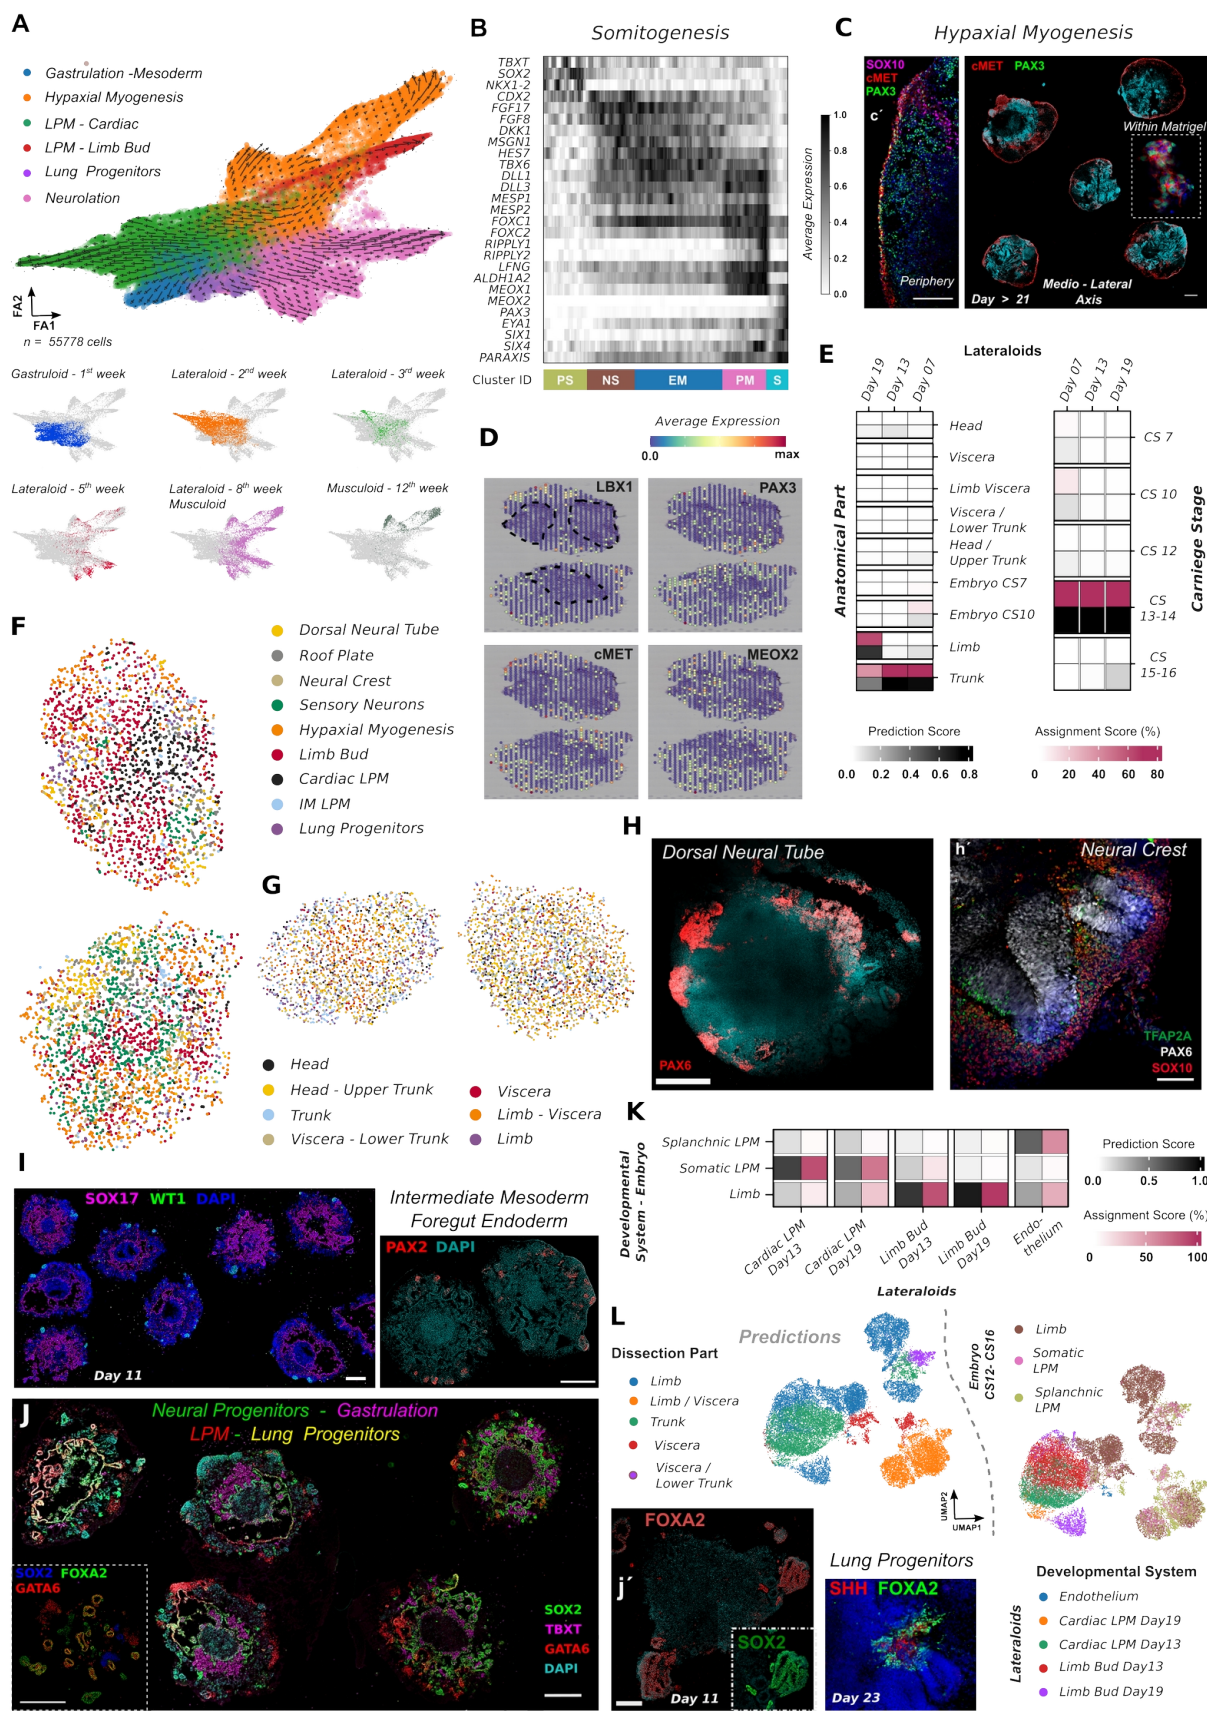 A
Gastrulation -Mesoderm
Hypaxial Myogenesis
LPM - Cardiac
LPM - Limb Bud
Lung Progenitors
Neurolation
FA2
FA1
n = 55778 cells
Gastruloid - 1st week
Lateraloid - 2nd week
Lateraloid - 3rd week
Lateraloid - 5th week
Lateraloid - 8th week
Musculoid
Musculoid - 12th week
B
Somitogenesis
TBXT
SOX2
NKX1-2
CDX2
FGF17
FGF8
DKK1
MSGN1
HES7
TBX6
DLL1
DLL3
MESP1
MESP2
FOXC1
FOXC2
RIPPLY1
RIPPLY2
LFNG
ALDH1A2
MEOX1
MEOX2
PAX3
EYA1
SIX1
SIX4
PARAXIS
Cluster ID
PS
NS
EM
PM
S
Average Expression
1.0
0.8
0.6
0.4
0.2
0.0
C
Hypaxial Myogenesis
SOX10
cMET
PAX3
c´
Periphery
cMET PAX3
Within Matrigel
Day > 21
Medio - Lateral
Axis
D
Average Expression
0.0
max
LBX1
PAX3
cMET
MEOX2
E
Lateraloids
Day 19
Day 13
Day 07
Day 07
Day 13
Day 19
Anatomical Part
Head
Viscera
Limb Viscera
Viscera /
Lower Trunk
Head /
Upper Trunk
Embryo CS7
Embryo CS10
Limb
Trunk
CS 7
CS 10
CS 12
CS
13-14
CS
15-16
Carniege Stage
Prediction Score
0.0 0.2 0.4 0.6 0.8
Assignment Score (%)
0 20 40 60 80
F
Dorsal Neural Tube
Roof Plate
Neural Crest
Sensory Neurons
Hypaxial Myogenesis
Limb Bud
Cardiac LPM
IM LPM
Lung Progenitors
G
Head
Head - Upper Trunk
Trunk
Viscera - Lower Trunk
Viscera
Limb - Viscera
Limb
H
Dorsal Neural Tube
PAX6
h´
Neural Crest
TFAP2A
PAX6
SOX10
I
SOX17 WT1 DAPI
Day 11
Intermediate Mesoderm
Foregut Endoderm
PAX2 DAPI
J
Neural Progenitors - Gastrulation
LPM - Lung Progenitors
SOX2 FOXA2
GATA6
SOX2
TBXT
GATA6
DAPI
j´
FOXA2
SOX2
Day 11
Lung Progenitors
SHH FOXA2
Day 23
K
Developmental
System - Embryo
Splanchnic LPM
Somatic LPM
Limb
Cardiac LPM
Day13
Cardiac LPM
Day19
Limb Bud
Day13
Limb Bud
Day19
Endo-
thelium
Lateraloids
Prediction Score
0.0 0.5 1.0
Assignment Score (%)
0 50 100
L
Predictions
Dissection Part
Limb
Limb / Viscera
Trunk
Viscera
Viscera /
Lower Trunk
UMAP2
UMAP1
Embryo
CS12- CS16
Limb
Somatic
LPM
Splanchnic
LPM
Developmental System
Lateraloids
Endothelium
Cardiac LPM Day19
Cardiac LPM Day13
Limb Bud Day13
Limb Bud Day19